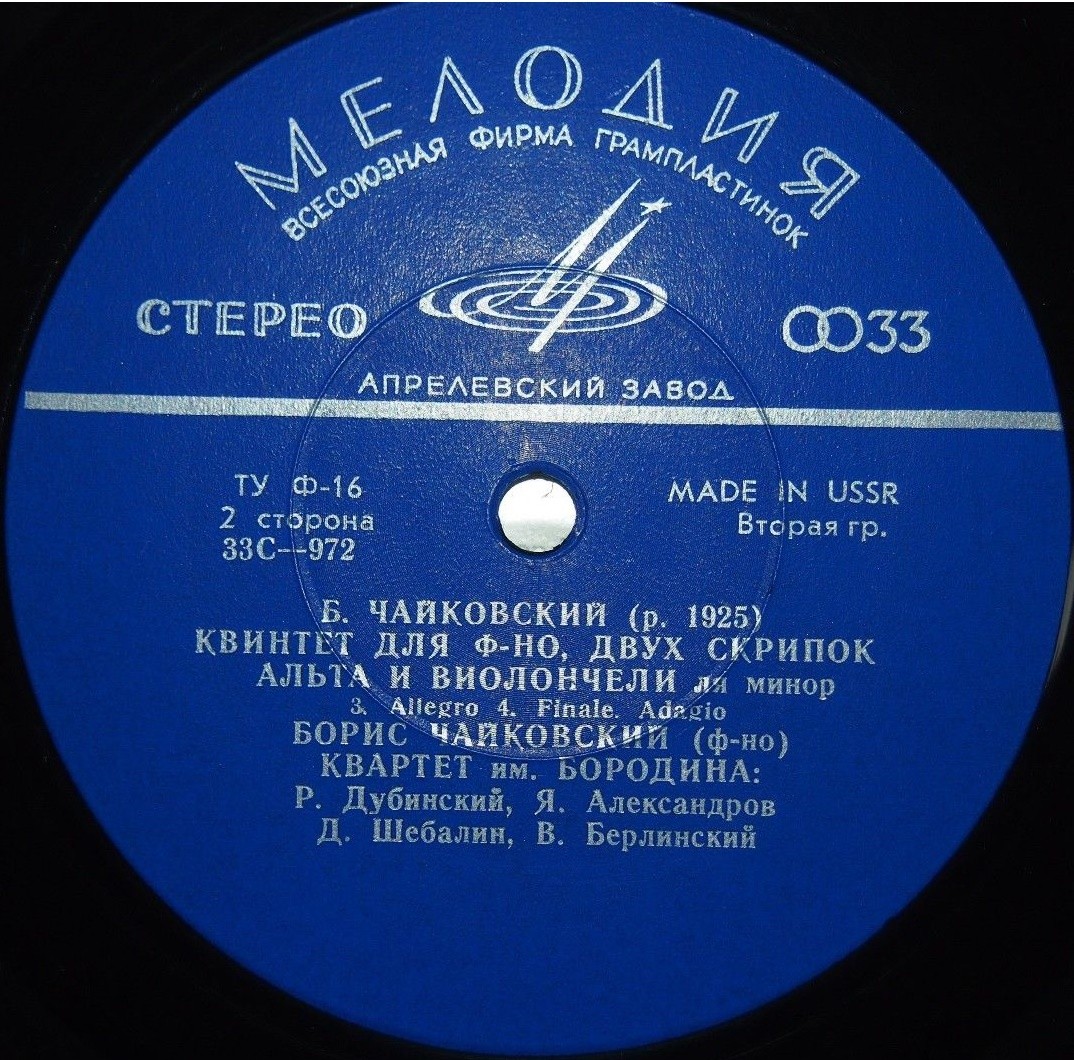 МЕЛОДИЯ
ВСЕСОЮЗНАЯ ФИРМА ГРАМПЛАСТИНОК
СТЕРЕО
33
АПРЕЛЕВСКИЙ ЗАВОД
ТУ Ф-16
2 сторона
33С—972
MADE IN USSR
Вторая гр.
Б. ЧАЙКОВСКИЙ (р. 1925)
КВИНТЕТ ДЛЯ Ф-НО, ДВУХ СКРИПОК
АЛЬТА И ВИОЛОНЧЕЛИ ля минор
3. Allegro 4. Finale. Adagio
БОРИС ЧАЙКОВСКИЙ (ф-но)
КВАРТЕТ им. БОРОДИНА:
Р. Дубинский, Я. Александров
Д. Шебалин, В. Берлинский